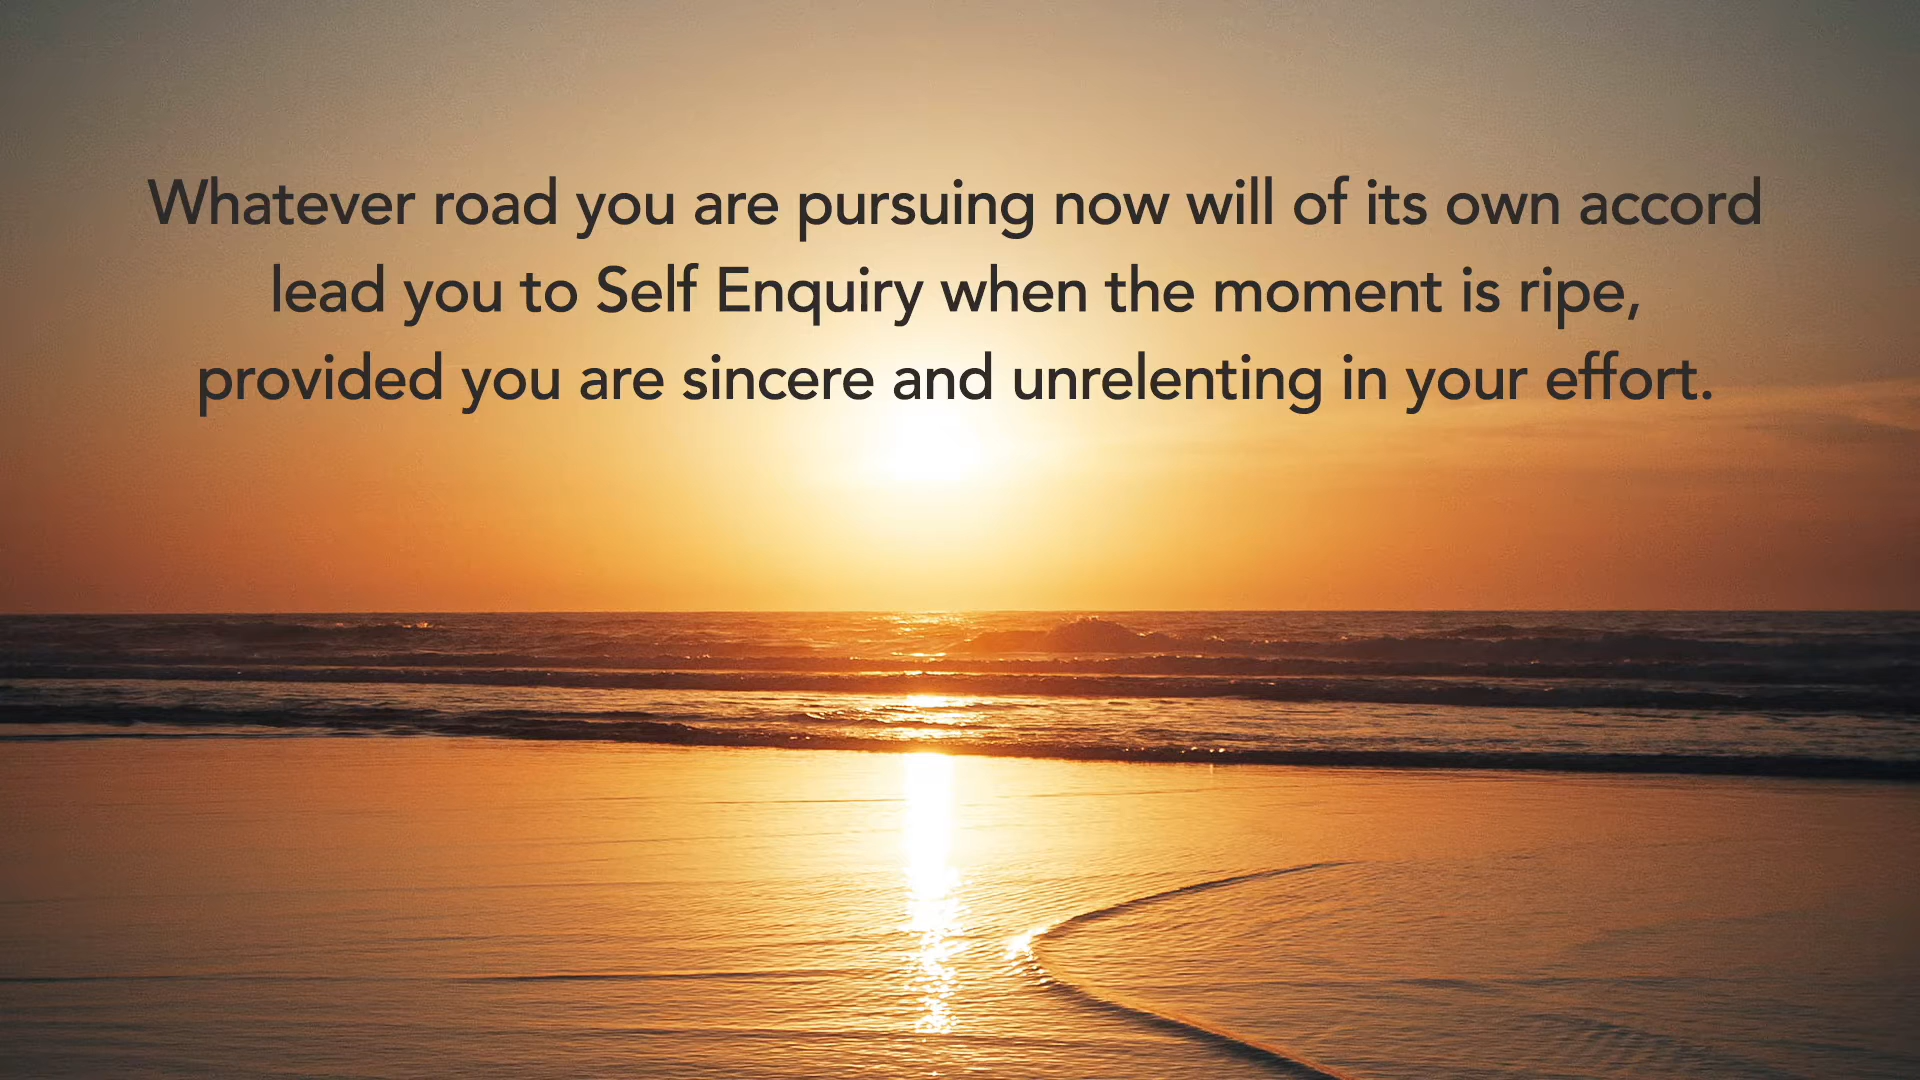 Whatever road you are pursuing now will of its own accord
lead you to Self Enquiry when the moment is ripe,
provided you are sincere and unrelenting in your effort.